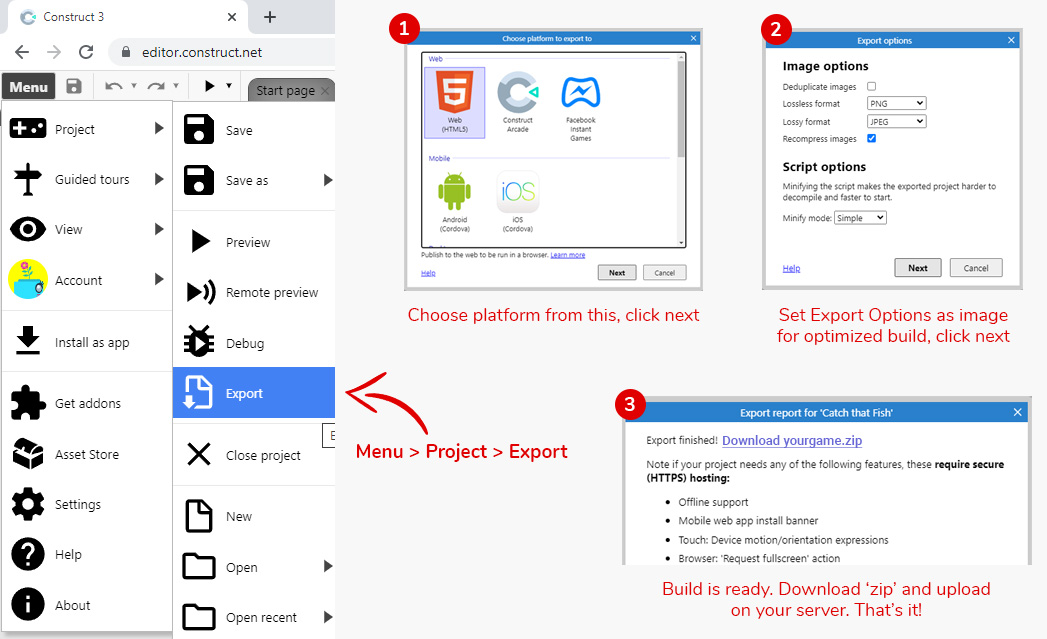 Construct 3
editor.construct.net
Menu
Start page
Project
Guided tours
View
Account
Install as app
Get addons
Asset Store
Settings
Help
About
Save
Save as
Preview
Remote preview
Debug
Export
E
Close project
New
Open
Open recent
Menu > Project > Export
1
Choose platform to export to
Web
5
Web
(HTML5)
Construct
Arcade
Facebook
Instant
Games
Mobile
iOS
Android
(Cordova)
iOS
(Cordova)
Publish to the web to be run in a browser. Learn more
Help
Next
Cancel
Choose platform from this, click next
2
Export options
Image options
Deduplicate images
Lossless format PNG
Lossy format JPEG
Recompress images
Script options
Minifying the script makes the exported project harder to
decompile and faster to start.
Minify mode: Simple
Help
Next
Cancel
Set Export Options as image
for optimized build, click next
3
Export report for 'Catch that Fish'
Export finished! Download yourgame.zip
Note if your project needs any of the following features, these require secure
(HTTPS) hosting:
• Offline support
• Mobile web app install banner
• Touch: Device motion/orientation expressions
• Browser: 'Request fullscreen' action
Build is ready. Download ‘zip’ and upload
on your server. That’s it!